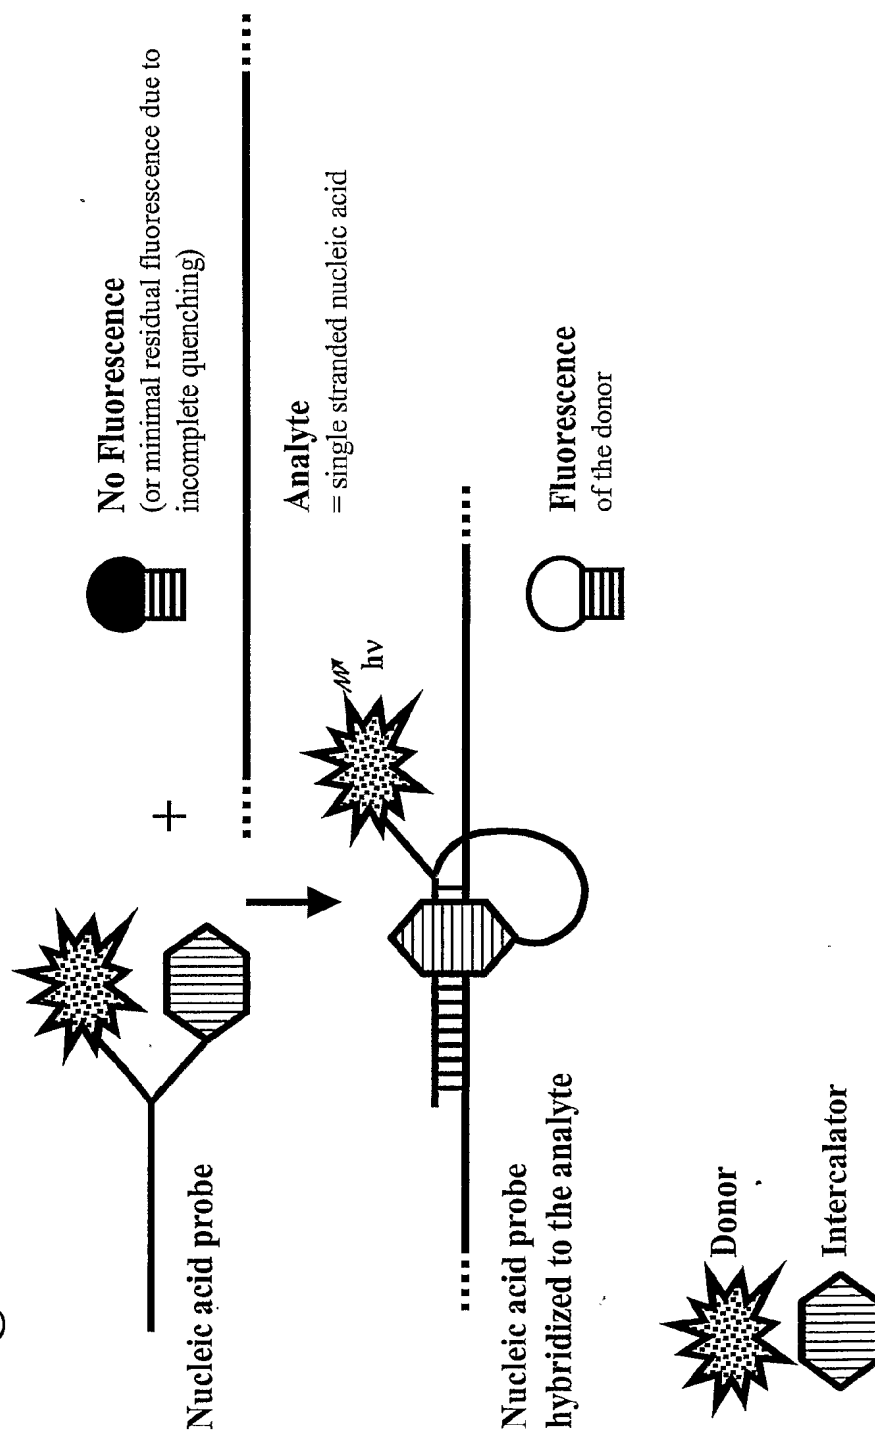 No Fluorescence
(or minimal residual fluorescence due to
incomplete quenching)
+
Analyte
= single stranded nucleic acid
Nucleic acid probe
hν
Fluorescence
of the donor
Nucleic acid probe
hybridized to the analyte
Donor
Intercalator